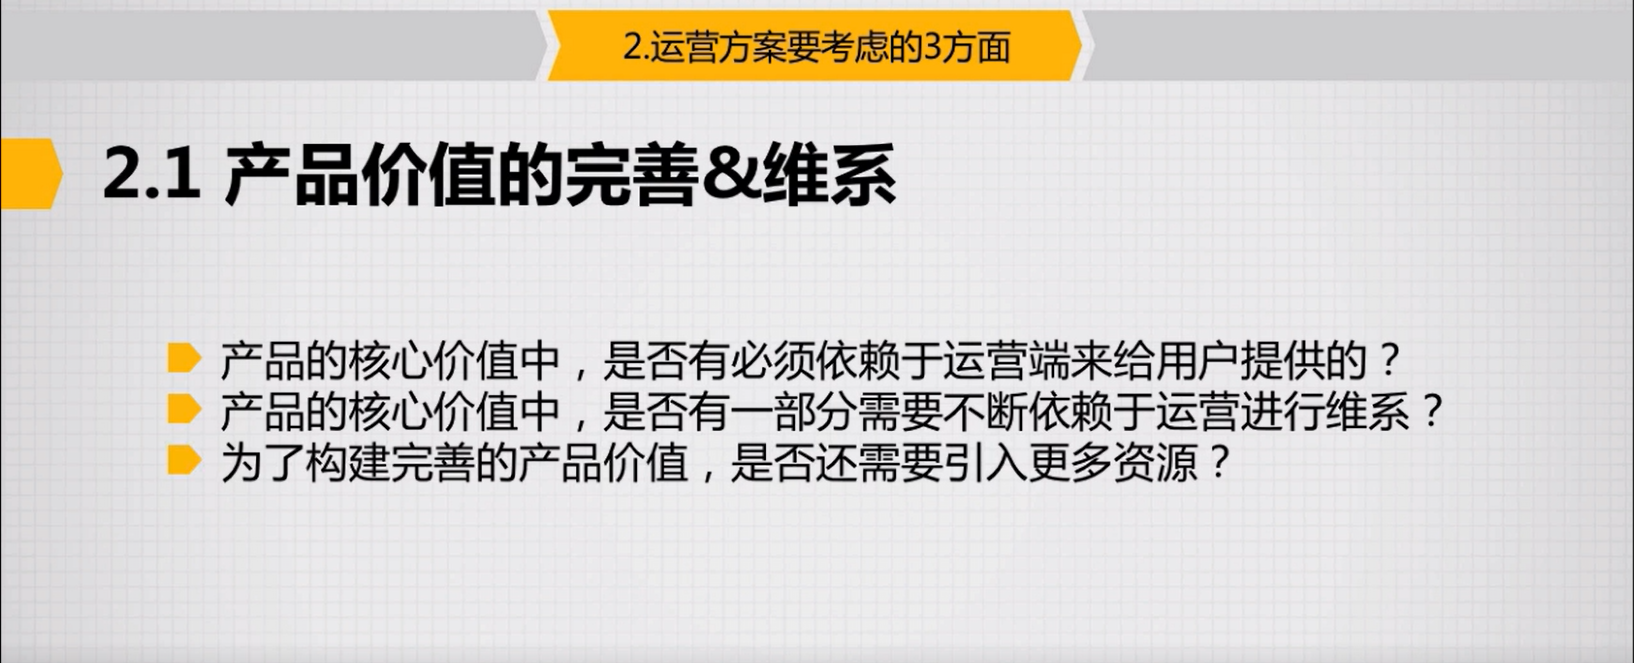 2.运营方案要考虑的3方面
2.1 产品价值的完善&维系
产品的核心价值中，是否有必须依赖于运营端来给用户提供的？
产品的核心价值中，是否有一部分需要不断依赖于运营进行维系？
为了构建完善的产品价值，是否还需要引入更多资源？